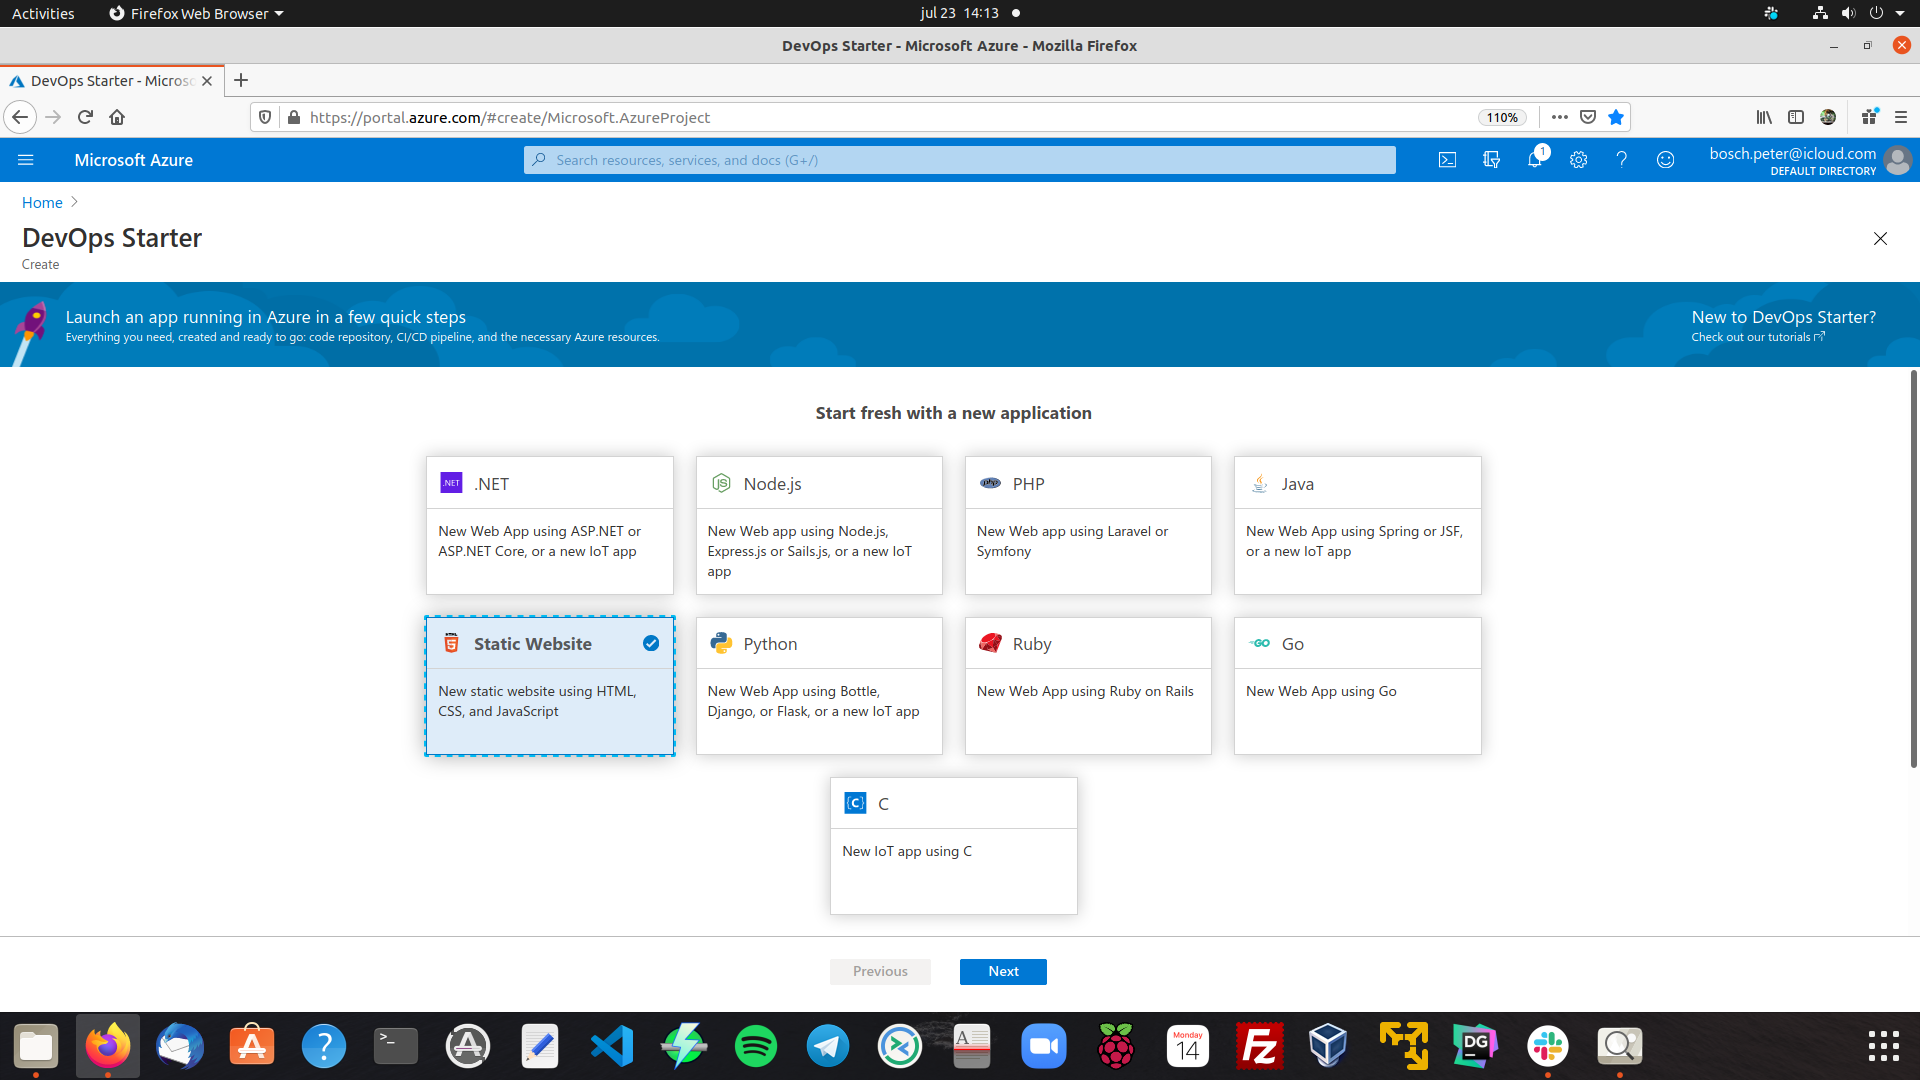 Activities
Firefox Web Browser
jul 23 14:13
DevOps Starter - Microsoft Azure - Mozilla Firefox
DevOps Starter - Micros
https://portal.azure.com/#create/Microsoft.AzureProject
110%
Microsoft Azure
Search resources, services, and docs (G+/)
1
bosch.peter@icloud.com
DEFAULT DIRECTORY
Home
DevOps Starter
Create
Launch an app running in Azure in a few quick steps
Everything you need, created and ready to go: code repository, CI/CD pipeline, and the necessary Azure resources.
New to DevOps Starter?
Check out our tutorials
Start fresh with a new application
.NET
.NET
New Web App using ASP.NET or
ASP.NET Core, or a new IoT app
JS
Node.js
New Web app using Node.js,
Express.js or Sails.js, or a new IoT
app
php
PHP
New Web app using Laravel or
Symfony
Java
New Web App using Spring or JSF,
or a new IoT app
5
Static Website
New static website using HTML,
CSS, and JavaScript
Python
New Web App using Bottle,
Django, or Flask, or a new IoT app
Ruby
New Web App using Ruby on Rails
GO
Go
New Web App using Go
{C}
C
New IoT app using C
Previous
Next
Monday
14
FZ
DG